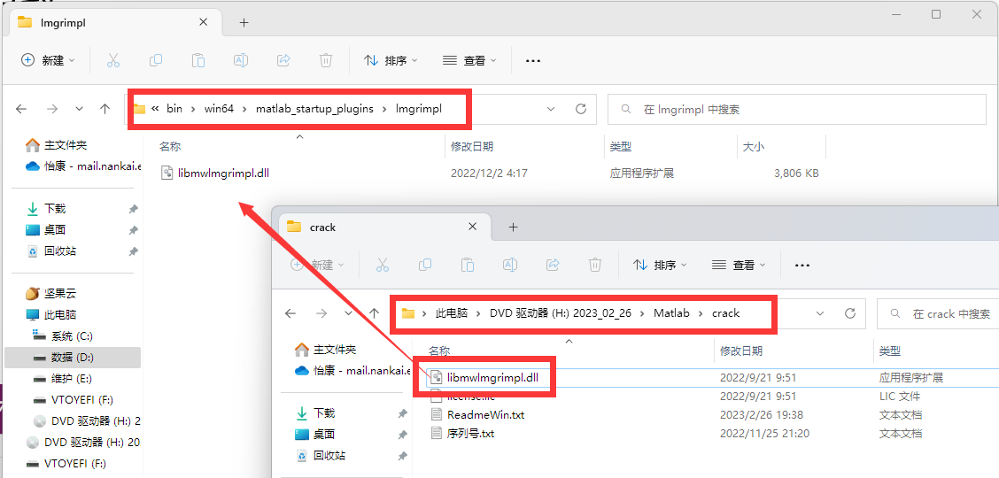 lmgrimpl
新建
排序
查看
« bin › win64 › matlab_startup_plugins › lmgrimpl
在 lmgrimpl 中搜索
主文件夹
怡康 - mail.nankai.e
下载
桌面
回收站
坚果云
此电脑
系统 (C:)
数据 (D:)
维护 (E:)
VTOYEFI (F:)
DVD 驱动器 (H:) 2
DVD 驱动器 (H:) 20
VTOYEFI (F:)
名称 修改日期 类型 大小
libmwlmgrimpl.dll 2022/12/2 4:17 应用程序扩展 3,806 KB
crack
新建
排序
查看
› 此电脑 › DVD 驱动器 (H:) 2023_02_26 › Matlab › crack
在 crack 中搜索
主文件夹
怡康 - mail.nankai.e
下载
桌面
回收站
名称 修改日期 类型
libmwlmgrimpl.dll 2022/9/21 9:51 应用程序扩展
license.lic 2022/9/21 9:51 LIC 文件
ReadmeWin.txt 2023/2/26 19:38 文本文档
序列号.txt 2022/11/25 21:20 文本文档